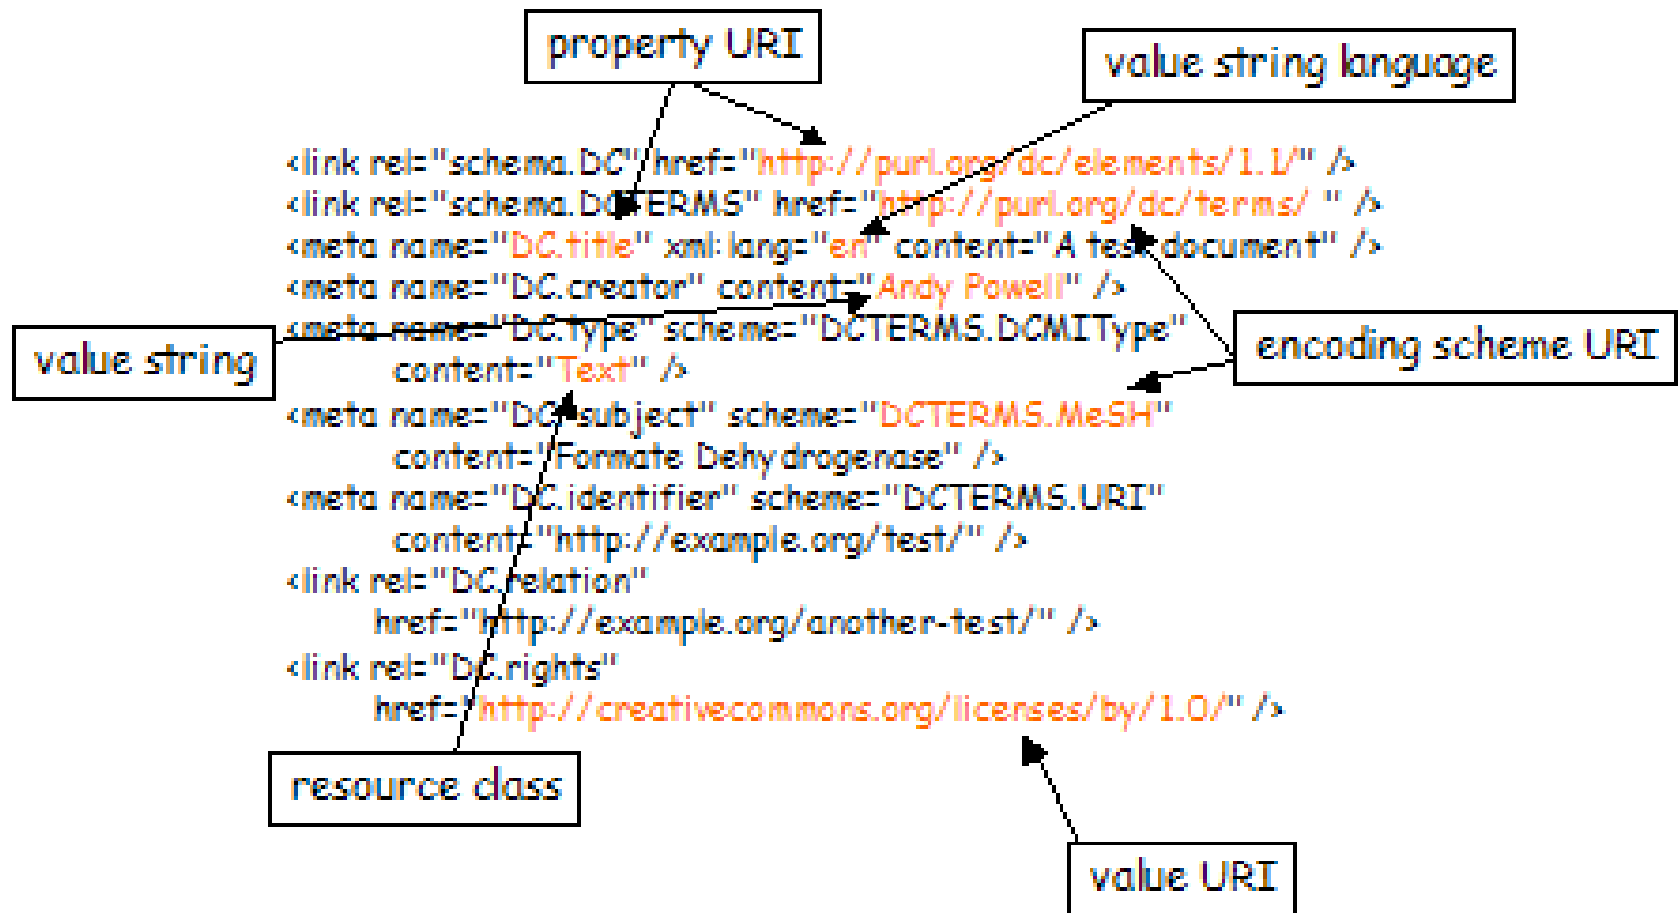 property URI
value string language
<link rel="schema.DC" href="http://purl.org/dc/elements/1.1/" />
<link rel="schema.DCTERMS" href="http://purl.org/dc/terms/ " />
<meta name="DC.title" xml:lang="en" content="A test document" />
<meta name="DC.creator" content="Andy Powell" />
<meta name="DC.type" scheme="DCTERMS.DCMIType"
value string
encoding scheme URI
content="Text" />
<meta name="DC.subject" scheme="DCTERMS.MeSH"
content="Formate Dehydrogenase" />
<meta name="DC.identifier" scheme="DCTERMS.URI"
content="http://example.org/test/" />
<link rel="DC.relation"
href="http://example.org/another-test/" />
<link rel="DC.rights"
href="http://creativecommons.org/licenses/by/1.0/" />
resource class
value URI